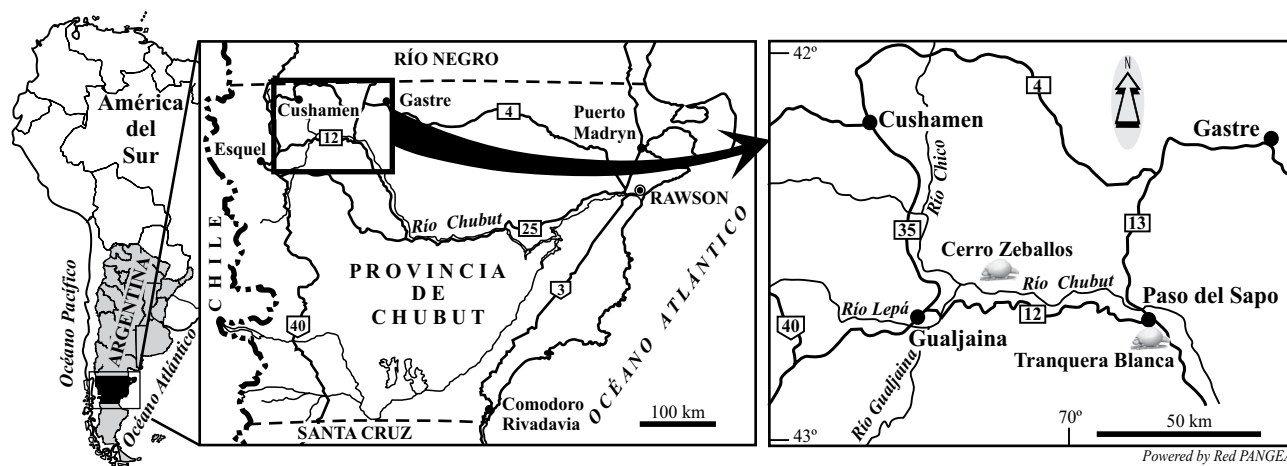 América
del
Sur
ARGENTINA
Océano Pacífico
Océano Atlántico
RÍO NEGRO
Cushamen
Gastre
4
Puerto
Madryn
Esquel
12
RAWSON
Río Chubut
25
CHILE
PROVINCIA
DE
CHUBUT
3
40
OCÉANO ATLÁNTICO
Comodoro
Rivadavia
100 km
SANTA CRUZ
42º
4
N
Cushamen
Gastre
Río Chico
35
13
Cerro Zeballos
Río Chubut
Paso del Sapo
Río Lepá
40
12
Gualjaina
Tranquera Blanca
Río Gualjaina
70º
50 km
43º
Powered by Red PANGEA